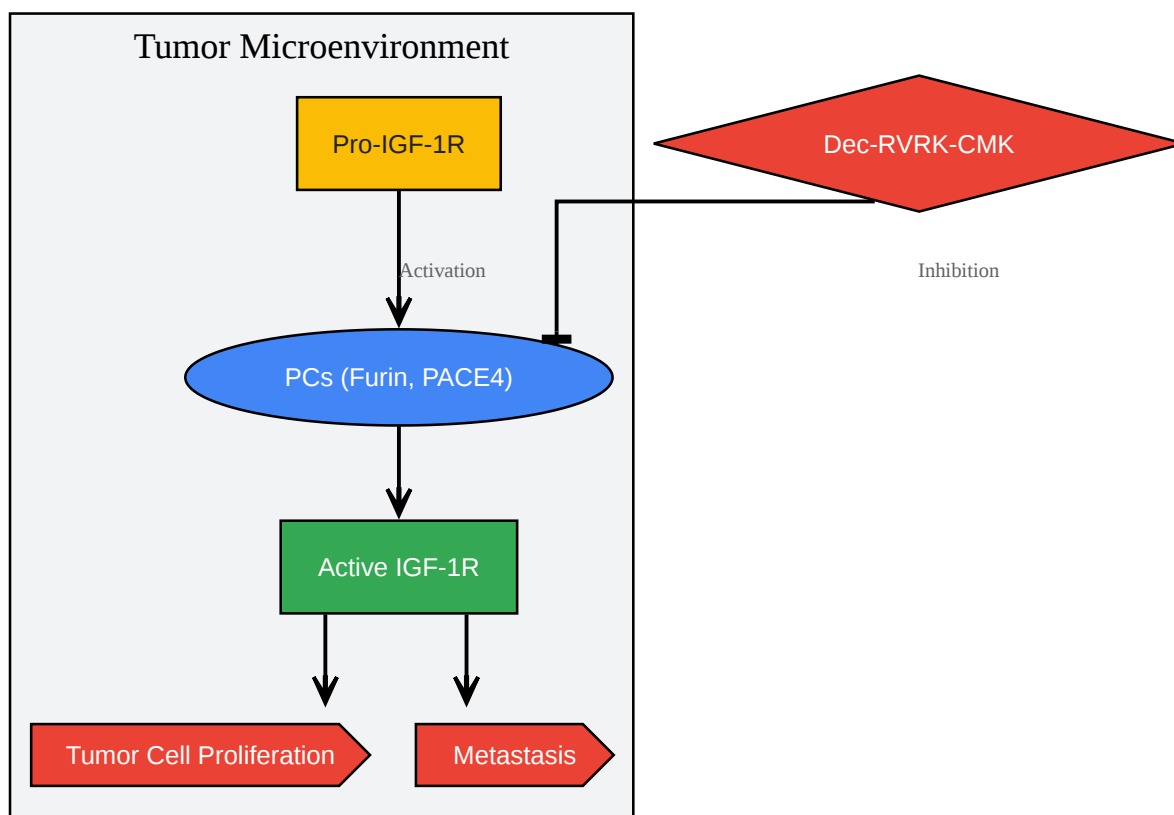 Tumor Microenvironment
Pro-IGF-1R
Dec-RVRK-CMK
Activation
Inhibition
PCs (Furin, PACE4)
Active IGF-1R
Tumor Cell Proliferation
Metastasis